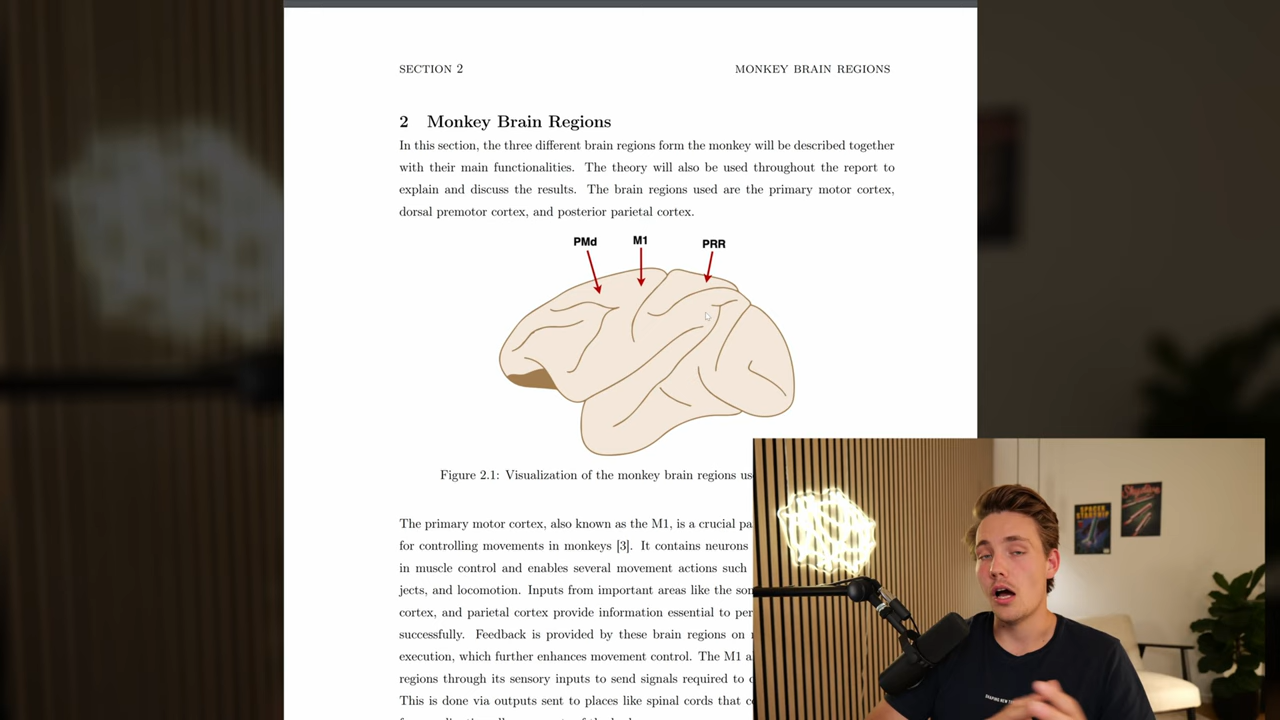 SECTION 2
MONKEY BRAIN REGIONS
2 Monkey Brain Regions
In this section, the three different brain regions form the monkey will be described together
with their main functionalities. The theory will also be used throughout the report to
explain and discuss the results. The brain regions used are the primary motor cortex,
dorsal premotor cortex, and posterior parietal cortex.
PMd
M1
PRR
Figure 2.1: Visualization of the monkey brain regions
The primary motor cortex, also known as the M1, is a crucial
for controlling movements in monkeys [3]. It contains neurons
in muscle control and enables several movement actions such
jects, and locomotion. Inputs from important areas like the
cortex, and parietal cortex provide information essential to
successfully. Feedback is provided by these brain regions on
execution, which further enhances movement control. The M1
regions through its sensory inputs to send signals required to
This is done via outputs sent to places like spinal cords that